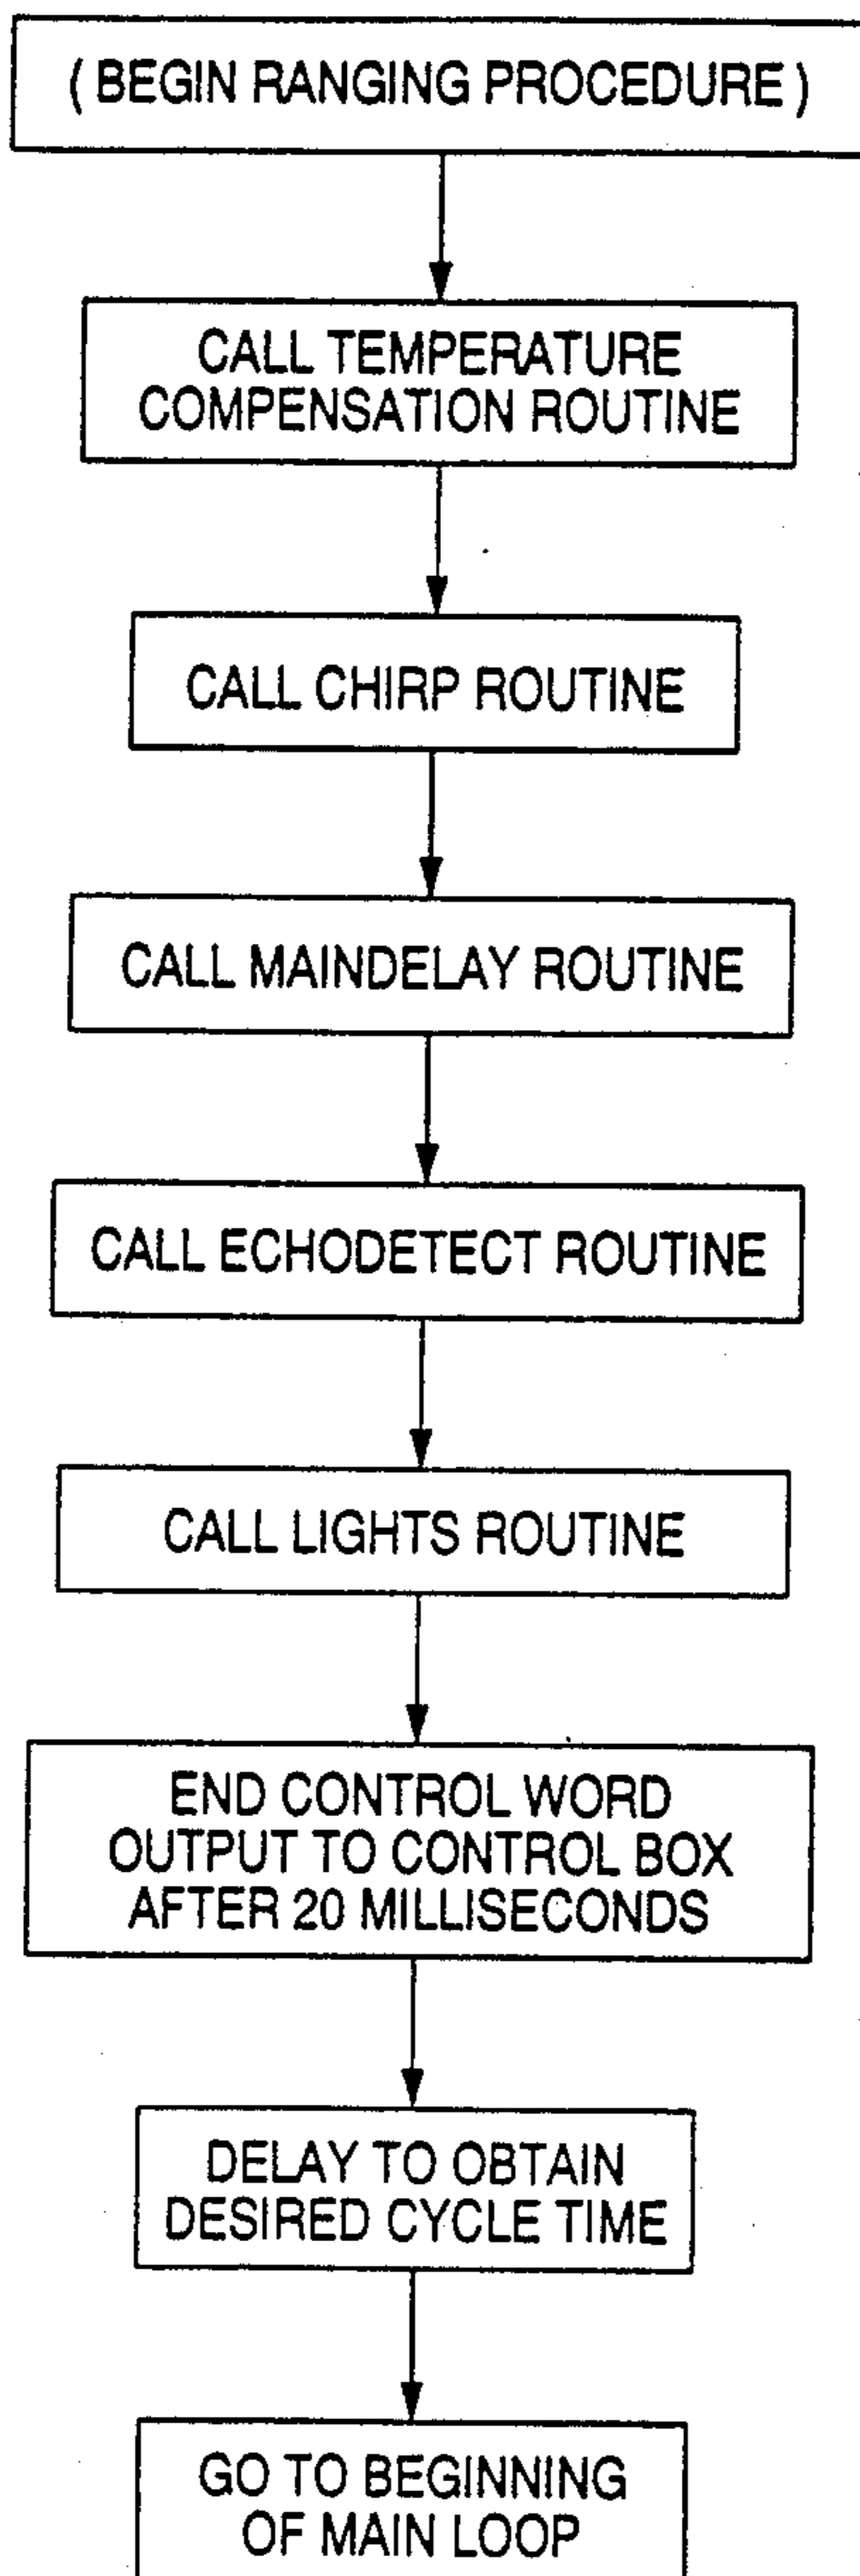 ( BEGIN RANGING PROCEDURE )
CALL TEMPERATURE
COMPENSATION ROUTINE
CALL CHIRP ROUTINE
CALL MAINDELAY ROUTINE
CALL ECHODETECT ROUTINE
CALL LIGHTS ROUTINE
END CONTROL WORD
OUTPUT TO CONTROL BOX
AFTER 20 MILLISECONDS
DELAY TO OBTAIN
DESIRED CYCLE TIME
GO TO BEGINNING
OF MAIN LOOP